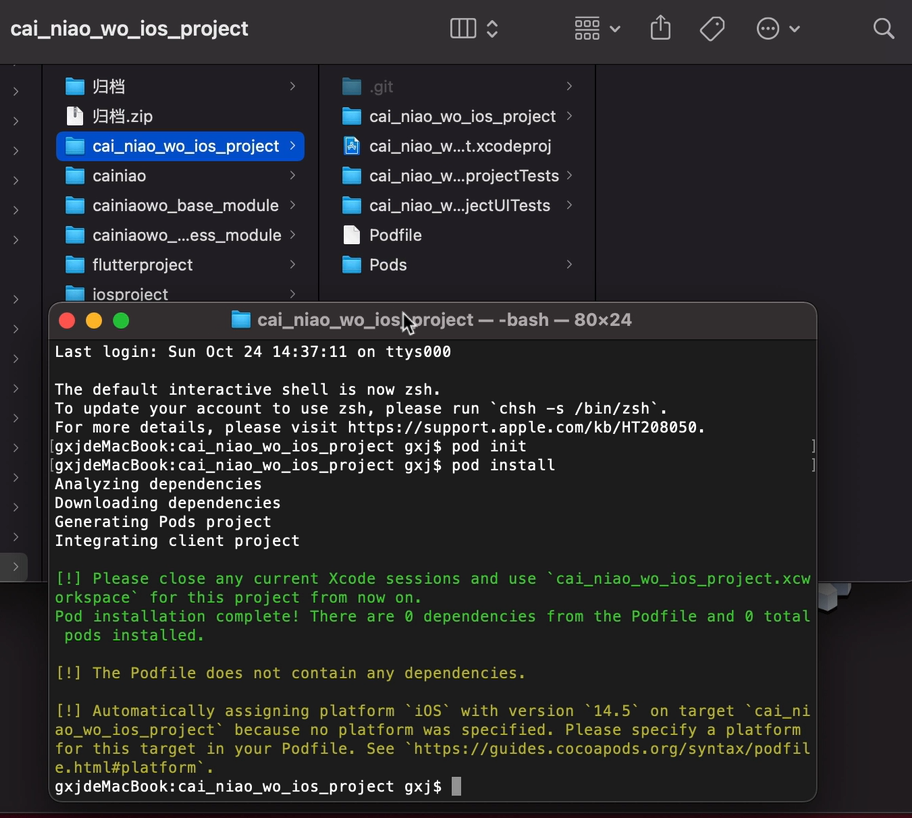 cai_niao_wo_ios_project
归档
归档.zip
cai_niao_wo_ios_project
cainiao
cainiaowo_base_module
cainiaowo_...ess_module
flutterproject
iosproject
.git
cai_niao_wo_ios_project
cai_niao_w...t.xcodeproj
cai_niao_w...projectTests
cai_niao_w...jectUITests
Podfile
Pods
cai_niao_wo_ios_project — -bash — 80×24
Last login: Sun Oct 24 14:37:11 on ttys000
The default interactive shell is now zsh.
To update your account to use zsh, please run `chsh -s /bin/zsh`.
For more details, please visit https://support.apple.com/kb/HT208050.
[gxjdeMacBook:cai_niao_wo_ios_project gxj$ pod init ]
[gxjdeMacBook:cai_niao_wo_ios_project gxj$ pod install ]
Analyzing dependencies
Downloading dependencies
Generating Pods project
Integrating client project
[!] Please close any current Xcode sessions and use `cai_niao_wo_ios_project.xcw
orkspace` for this project from now on.
Pod installation complete! There are 0 dependencies from the Podfile and 0 total
pods installed.
[!] The Podfile does not contain any dependencies.
[!] Automatically assigning platform `iOS` with version `14.5` on target `cai_ni
ao_wo_ios_project` because no platform was specified. Please specify a platform
for this target in your Podfile. See `https://guides.cocoapods.org/syntax/podfil
e.html#platform`.
gxjdeMacBook:cai_niao_wo_ios_project gxj$